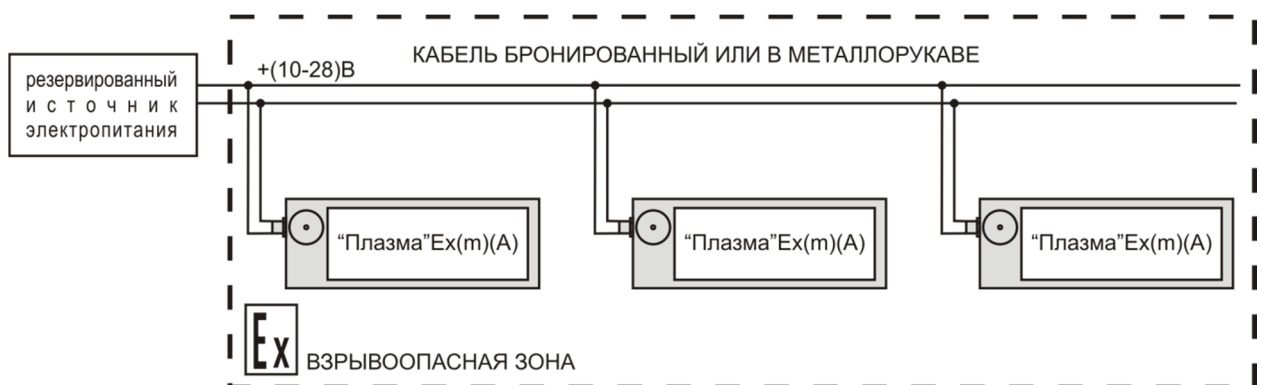 КАБЕЛЬ БРОНИРОВАННЫЙ ИЛИ В МЕТАЛЛОРУКАВЕ
+(10-28)В
резервированный
источник
электропитания
“Плазма”Ex(m)(A)
“Плазма”Ex(m)(A)
“Плазма”Ex(m)(A)
Ex
ВЗРЫВООПАСНАЯ ЗОНА